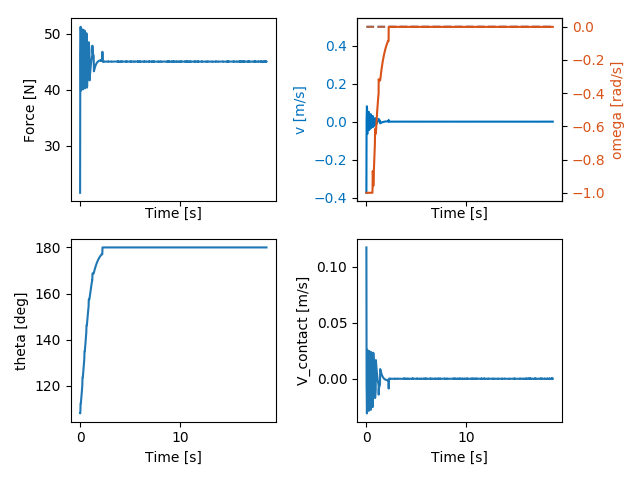 50
40
30
Force [N]
Time [s]
0.4
0.2
0.0
−0.2
−0.4
v [m/s]
0.0
−0.2
−0.4
−0.6
−0.8
−1.0
omega [rad/s]
Time [s]
180
160
140
120
theta [deg]
0 10
Time [s]
0.10
0.05
0.00
V_contact [m/s]
0 10
Time [s]